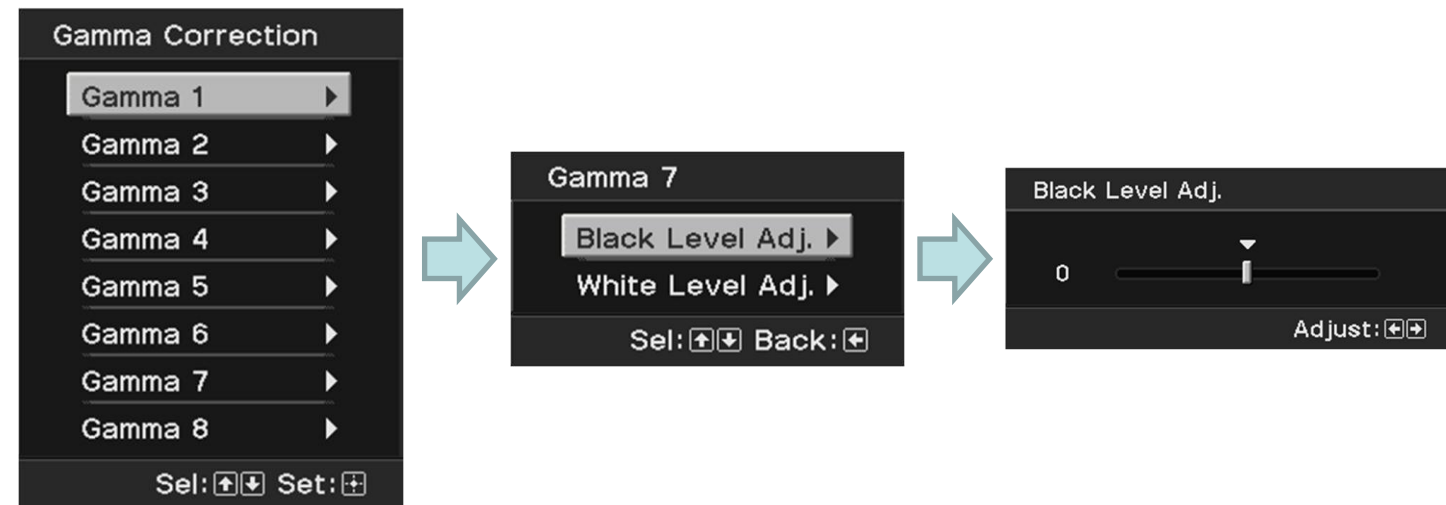 Gamma Correction
Gamma 1
Gamma 2
Gamma 3
Gamma 4
Gamma 5
Gamma 6
Gamma 7
Gamma 8
Sel: Set:
Gamma 7
Black Level Adj.
White Level Adj.
Sel: Back:
Black Level Adj.
0
Adjust: